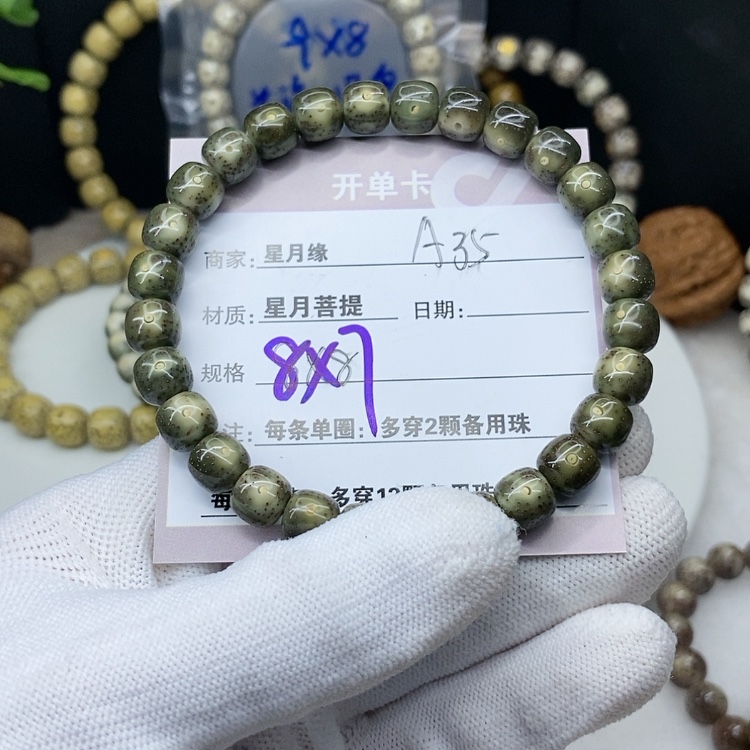 9X8
开单卡
商家: 星月缘 A35
材质: 星月菩提 日期:
规格 8X7
注: 每条单圈: 多穿2颗备用珠